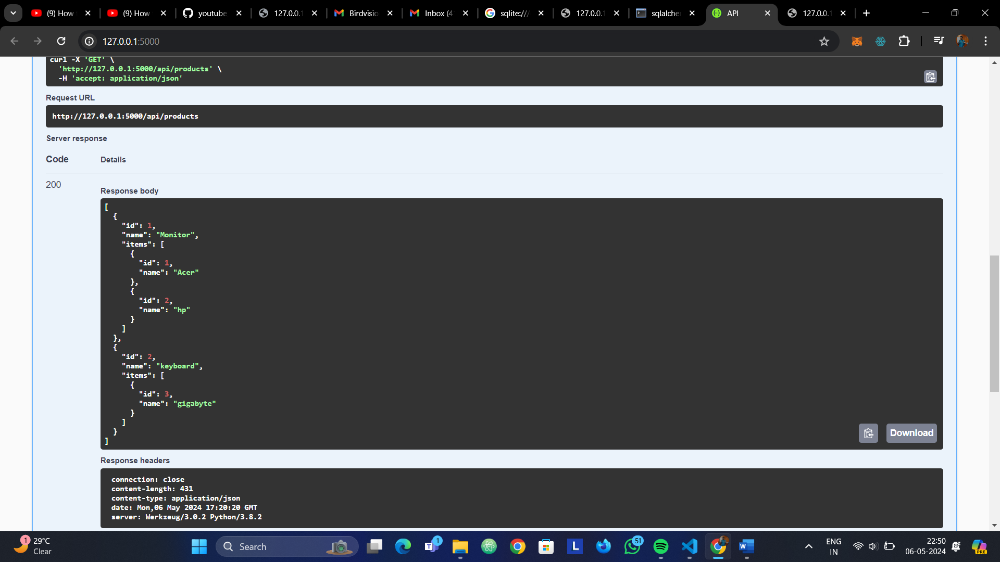 (9) How
(9) How
youtube
127.0.0.1
Birdvisio
Inbox (4
sqlite:///
127.0.0.1
sqlalcher
API
127.0.0.1
127.0.0.1:5000
curl -X 'GET' \
'http://127.0.0.1:5000/api/products' \
-H 'accept: application/json'
Request URL
http://127.0.0.1:5000/api/products
Server response
Code Details
200
Response body
[
{
"id": 1,
"name": "Monitor",
"items": [
{
"id": 1,
"name": "Acer"
},
{
"id": 2,
"name": "hp"
}
]
},
{
"id": 2,
"name": "keyboard",
"items": [
{
"id": 3,
"name": "gigabyte"
}
]
}
]
Download
Response headers
connection: close
content-length: 431
content-type: application/json
date: Mon,06 May 2024 17:20:20 GMT
server: Werkzeug/3.0.2 Python/3.8.2
1
29°C
Clear
Search
T
1
L
51
W
ENG
IN
22:50
06-05-2024
PRE